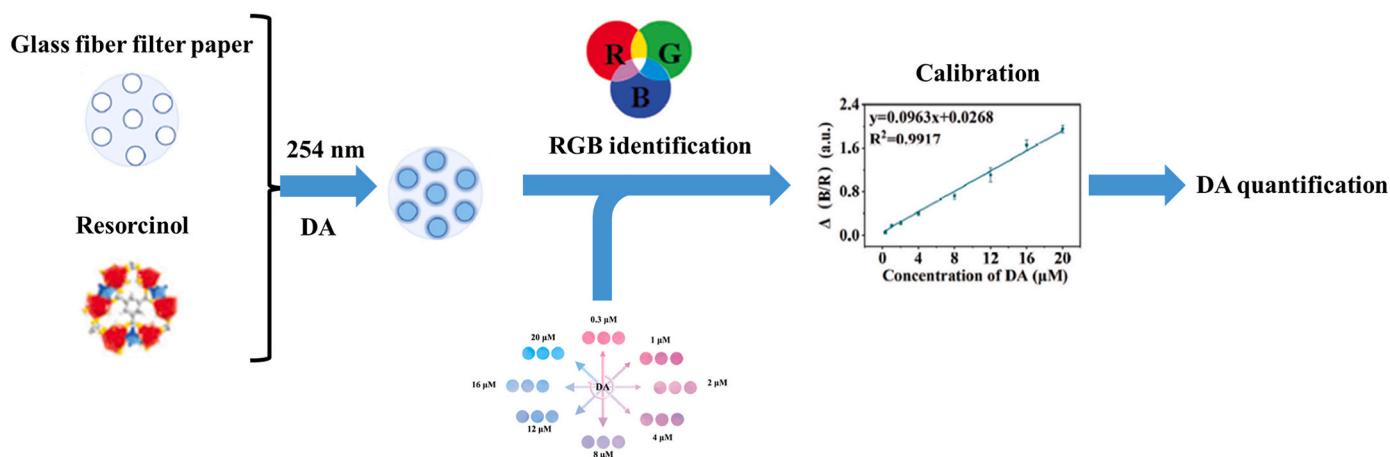 Glass fiber filter paper
Resorcinol
254 nm
DA
R G
B
RGB identification
0.3 µM
1 µM
2 µM
4 µM
8 µM
12 µM
16 µM
20 µM
DA
Calibration
y=0.0963x+0.0268
R²=0.9917
Δ (B/R) (a.u.)
2.4
1.6
0.8
0.0
0 4 8 12 16 20
Concentration of DA (µM)
DA quantification